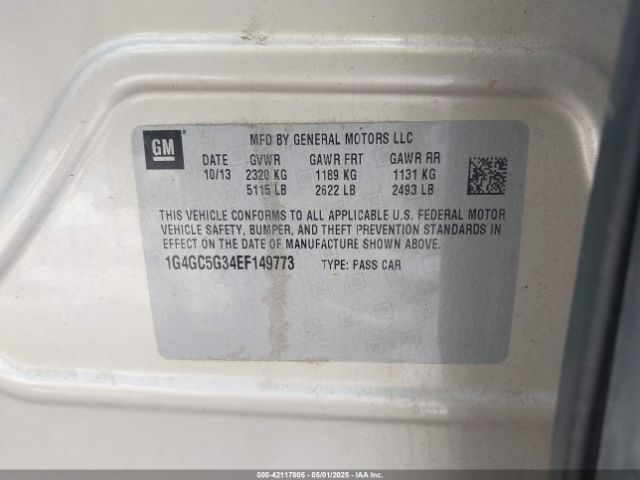 GM ®
MFD BY GENERAL MOTORS LLC
DATE GVWR GAWR FRT GAWR RR
10/13 2320 KG 1189 KG 1131 KG
5115 LB 2622 LB 2493 LB
THIS VEHICLE CONFORMS TO ALL APPLICABLE U.S. FEDERAL MOTOR
VEHICLE SAFETY, BUMPER, AND THEFT PREVENTION STANDARDS IN
EFFECT ON THE DATE OF MANUFACTURE SHOWN ABOVE.
1G4GC5G34EF149773 TYPE: PASS CAR
000-42117805 - 05/01/2025 - IAAI.COM